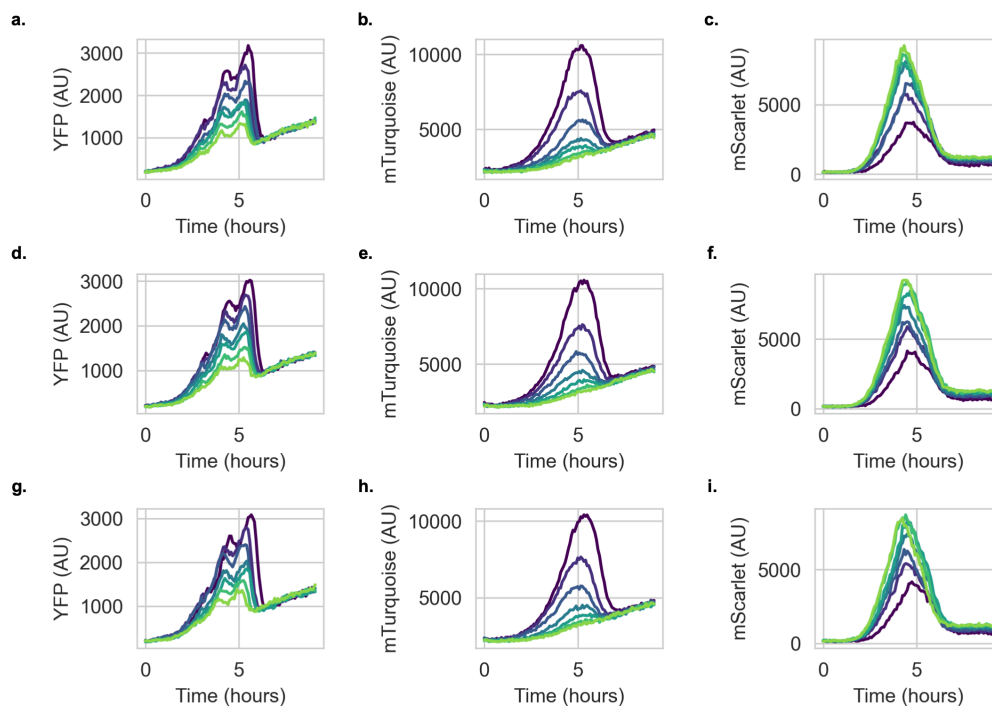 a.
YFP (AU)
3000
2000
1000
0 5
Time (hours)
b.
mTurquoise (AU)
10000
5000
0 5
Time (hours)
c.
mScarlet (AU)
5000
0
0 5
Time (hours)
d.
YFP (AU)
3000
2000
1000
0 5
Time (hours)
e.
mTurquoise (AU)
10000
5000
0 5
Time (hours)
f.
mScarlet (AU)
5000
0
0 5
Time (hours)
g.
YFP (AU)
3000
2000
1000
0 5
Time (hours)
h.
mTurquoise (AU)
10000
5000
0 5
Time (hours)
i.
mScarlet (AU)
5000
0
0 5
Time (hours)